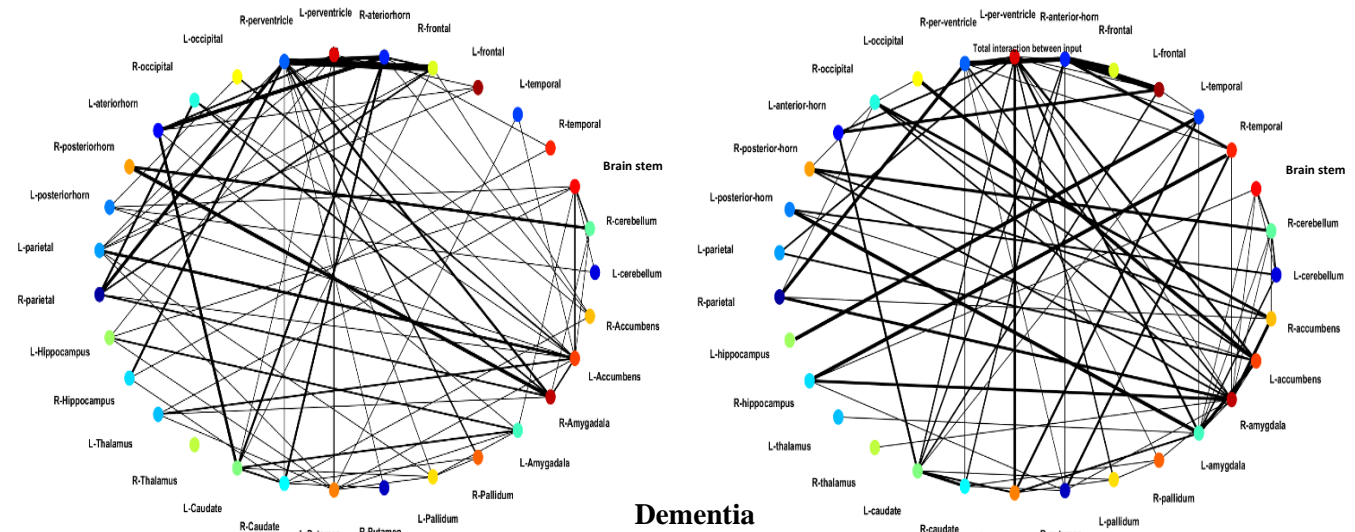 L-perventricle
R-perventricle
R-ateriorhorn
R-frontal
L-occipital
L-frontal
R-occipital
L-temporal
L-ateriorhorn
R-temporal
R-posteriorhorn
Brain stem
L-posteriorhorn
R-cerebellum
L-parietal
L-cerebellum
R-parietal
R-Accumbens
L-Hippocampus
L-Accumbens
R-Hippocampus
R-Amygadala
L-Thalamus
L-Amygadala
R-Thalamus
R-Pallidum
L-Caudate
L-Pallidum
R-Caudate
L-per-ventricle
R-per-ventricle
R-anterior-horn
R-frontal
Total interaction between input
L-occipital
L-frontal
R-occipital
L-temporal
L-anterior-horn
R-temporal
R-posterior-horn
Brain stem
L-posterior-horn
R-cerebellum
L-parietal
L-cerebellum
R-parietal
R-accumbens
L-hippocampus
L-accumbens
R-hippocampus
R-amygdala
L-thalamus
L-amygdala
R-thalamus
R-pallidum
L-caudate
L-pallidum
R-caudate
Dementia